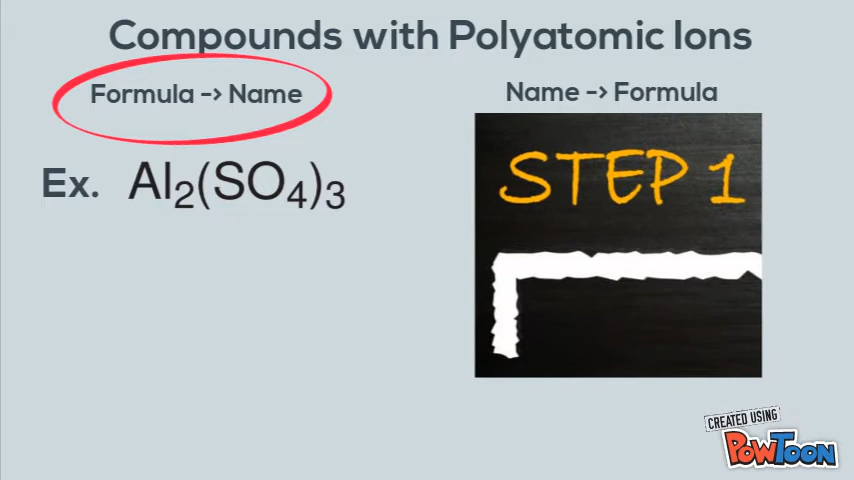 Compounds with Polyatomic Ions
Formula -> Name
Name -> Formula
Ex. Al₂(SO₄)₃
STEP 1
CREATED USING
POWTOON